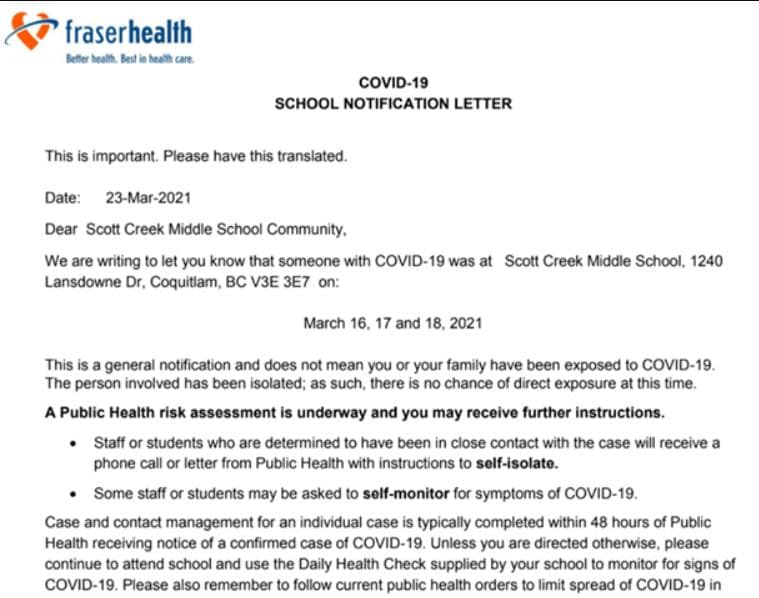 fraserhealth
Better health. Best in health care.
COVID-19
SCHOOL NOTIFICATION LETTER
This is important. Please have this translated.
Date: 23-Mar-2021
Dear Scott Creek Middle School Community,
We are writing to let you know that someone with COVID-19 was at Scott Creek Middle School, 1240
Lansdowne Dr, Coquitlam, BC V3E 3E7 on:
March 16, 17 and 18, 2021
This is a general notification and does not mean you or your family have been exposed to COVID-19.
The person involved has been isolated; as such, there is no chance of direct exposure at this time.
A Public Health risk assessment is underway and you may receive further instructions.
• Staff or students who are determined to have been in close contact with the case will receive a
phone call or letter from Public Health with instructions to self-isolate.
• Some staff or students may be asked to self-monitor for symptoms of COVID-19.
Case and contact management for an individual case is typically completed within 48 hours of Public
Health receiving notice of a confirmed case of COVID-19. Unless you are directed otherwise, please
continue to attend school and use the Daily Health Check supplied by your school to monitor for signs of
COVID-19. Please also remember to follow current public health orders to limit spread of COVID-19 in